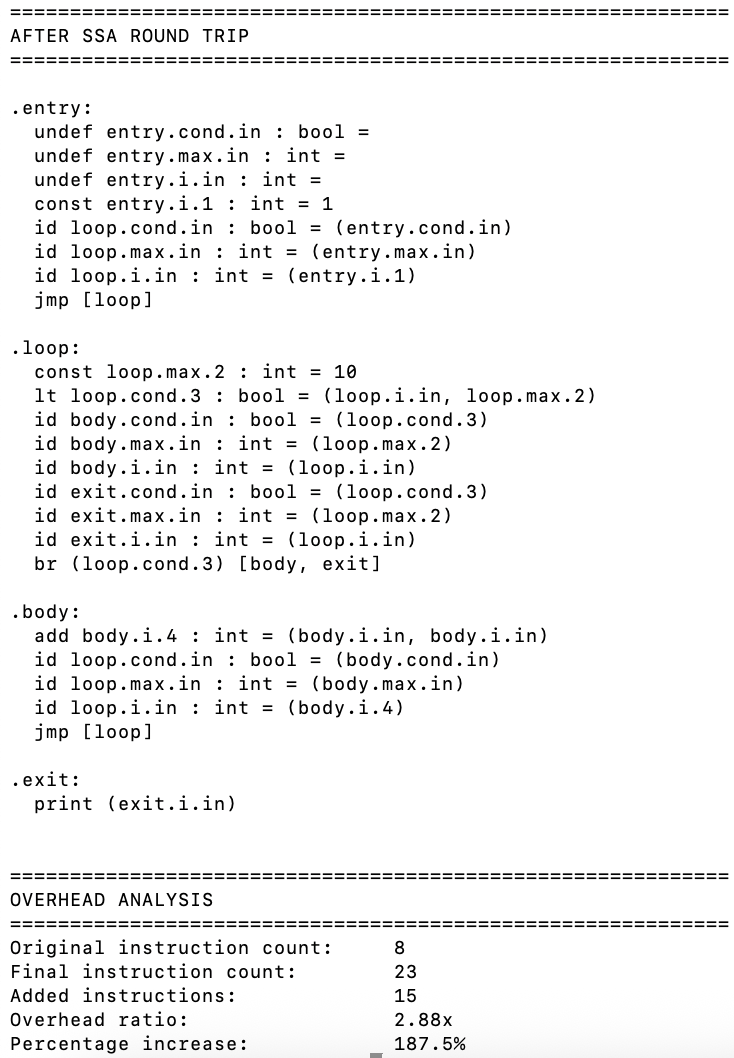 ============================================================
AFTER SSA ROUND TRIP
============================================================
.entry:
  undef entry.cond.in : bool =
  undef entry.max.in : int =
  undef entry.i.in : int =
  const entry.i.1 : int = 1
  id loop.cond.in : bool = (entry.cond.in)
  id loop.max.in : int = (entry.max.in)
  id loop.i.in : int = (entry.i.1)
  jmp [loop]
.loop:
  const loop.max.2 : int = 10
  lt loop.cond.3 : bool = (loop.i.in, loop.max.2)
  id body.cond.in : bool = (loop.cond.3)
  id body.max.in : int = (loop.max.2)
  id body.i.in : int = (loop.i.in)
  id exit.cond.in : bool = (loop.cond.3)
  id exit.max.in : int = (loop.max.2)
  id exit.i.in : int = (loop.i.in)
  br (loop.cond.3) [body, exit]
.body:
  add body.i.4 : int = (body.i.in, body.i.in)
  id loop.cond.in : bool = (body.cond.in)
  id loop.max.in : int = (body.max.in)
  id loop.i.in : int = (body.i.4)
  jmp [loop]
.exit:
  print (exit.i.in)
============================================================
OVERHEAD ANALYSIS
============================================================
Original instruction count:     8
Final instruction count:        23
Added instructions:             15
Overhead ratio:                 2.88x
Percentage increase:            187.5%